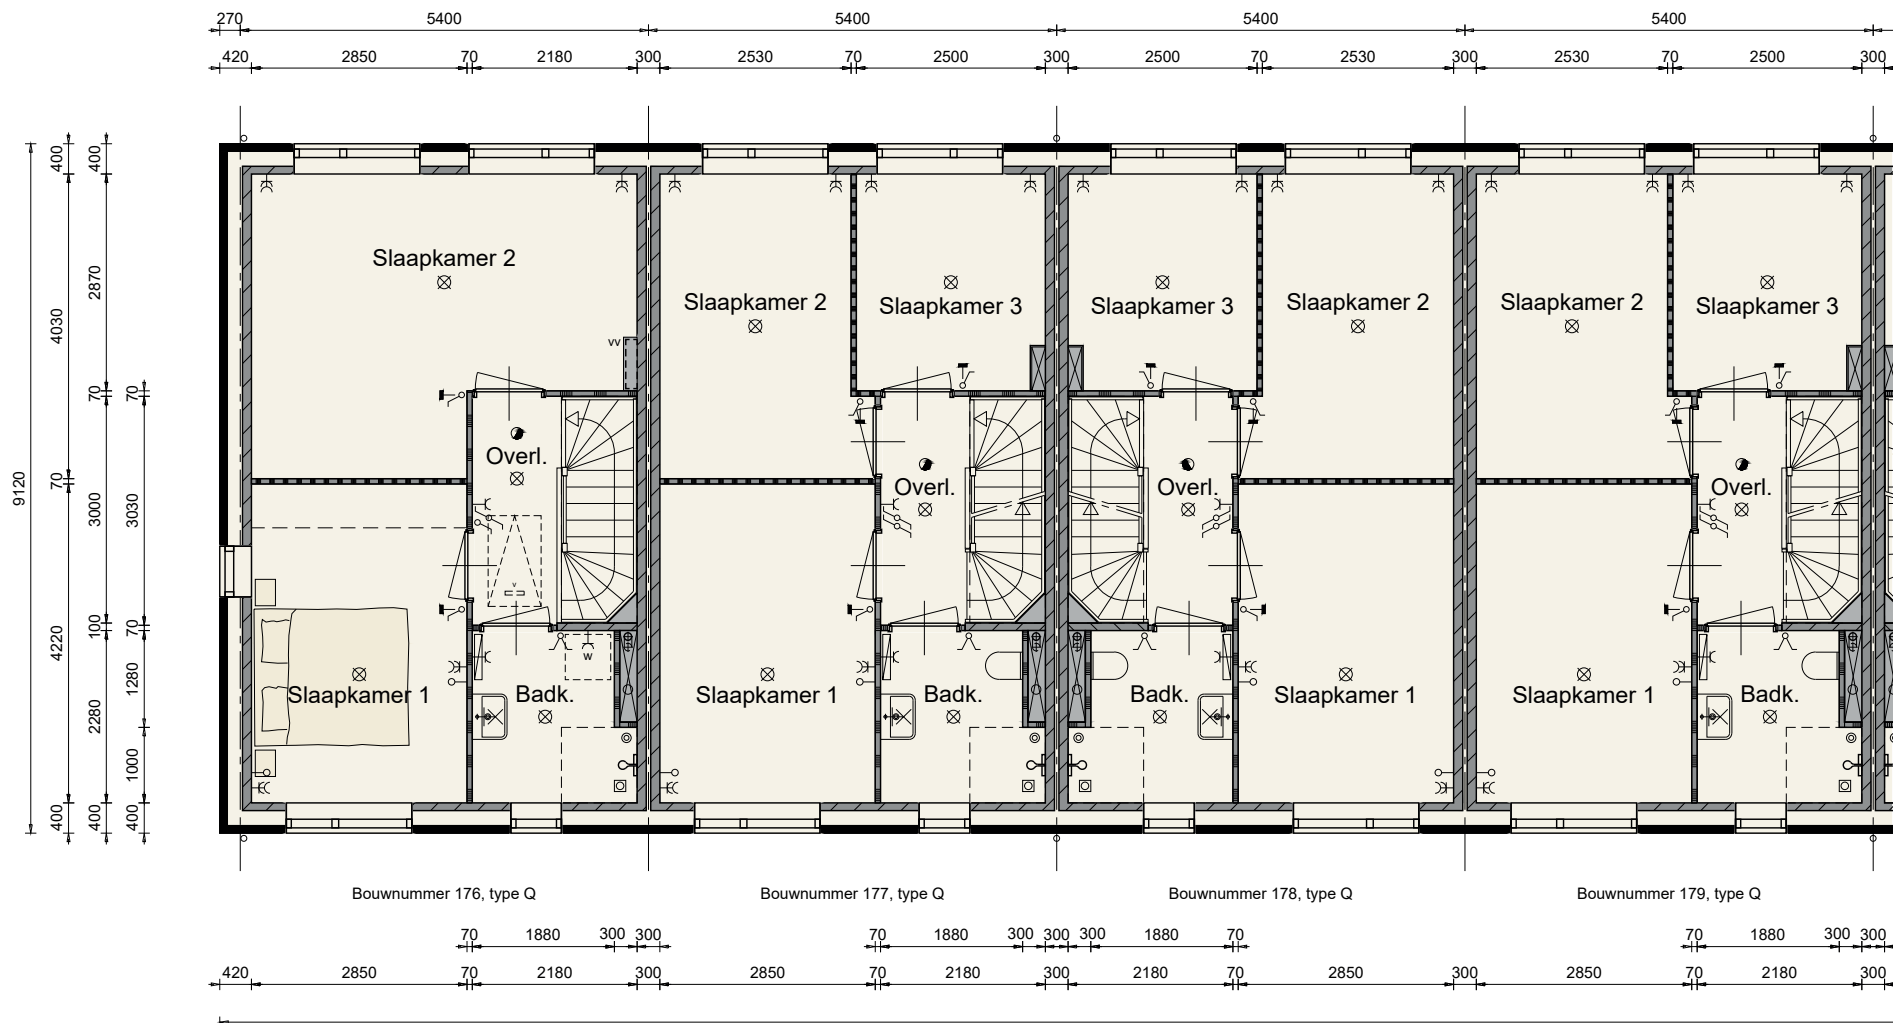 270 5400 5400 5400 5400
420 2850 70 2180 300 2530 70 2500 300 2500 70 2530 300 2530 70 2500 300
400 400
Slaapkamer 2
2870
4030
Slaapkamer 2 Slaapkamer 3 Slaapkamer 3 Slaapkamer 2 Slaapkamer 2 Slaapkamer 3
vv
70 70
Overl.
70
9120
3000 3030
Overl. Overl. Overl.
v
100 70
4220
w
1280
2280
Slaapkamer 1 Badk. Slaapkamer 1 Badk. Badk. Slaapkamer 1 Slaapkamer 1 Badk.
1000
400 400 400
Bouwnummer 176, type Q Bouwnummer 177, type Q Bouwnummer 178, type Q Bouwnummer 179, type Q
70 1880 300 300 70 1880 300 300 300 1880 70 70 1880 300 300
420 2850 70 2180 300 2850 70 2180 300 2180 70 2850 300 2850 70 2180 300